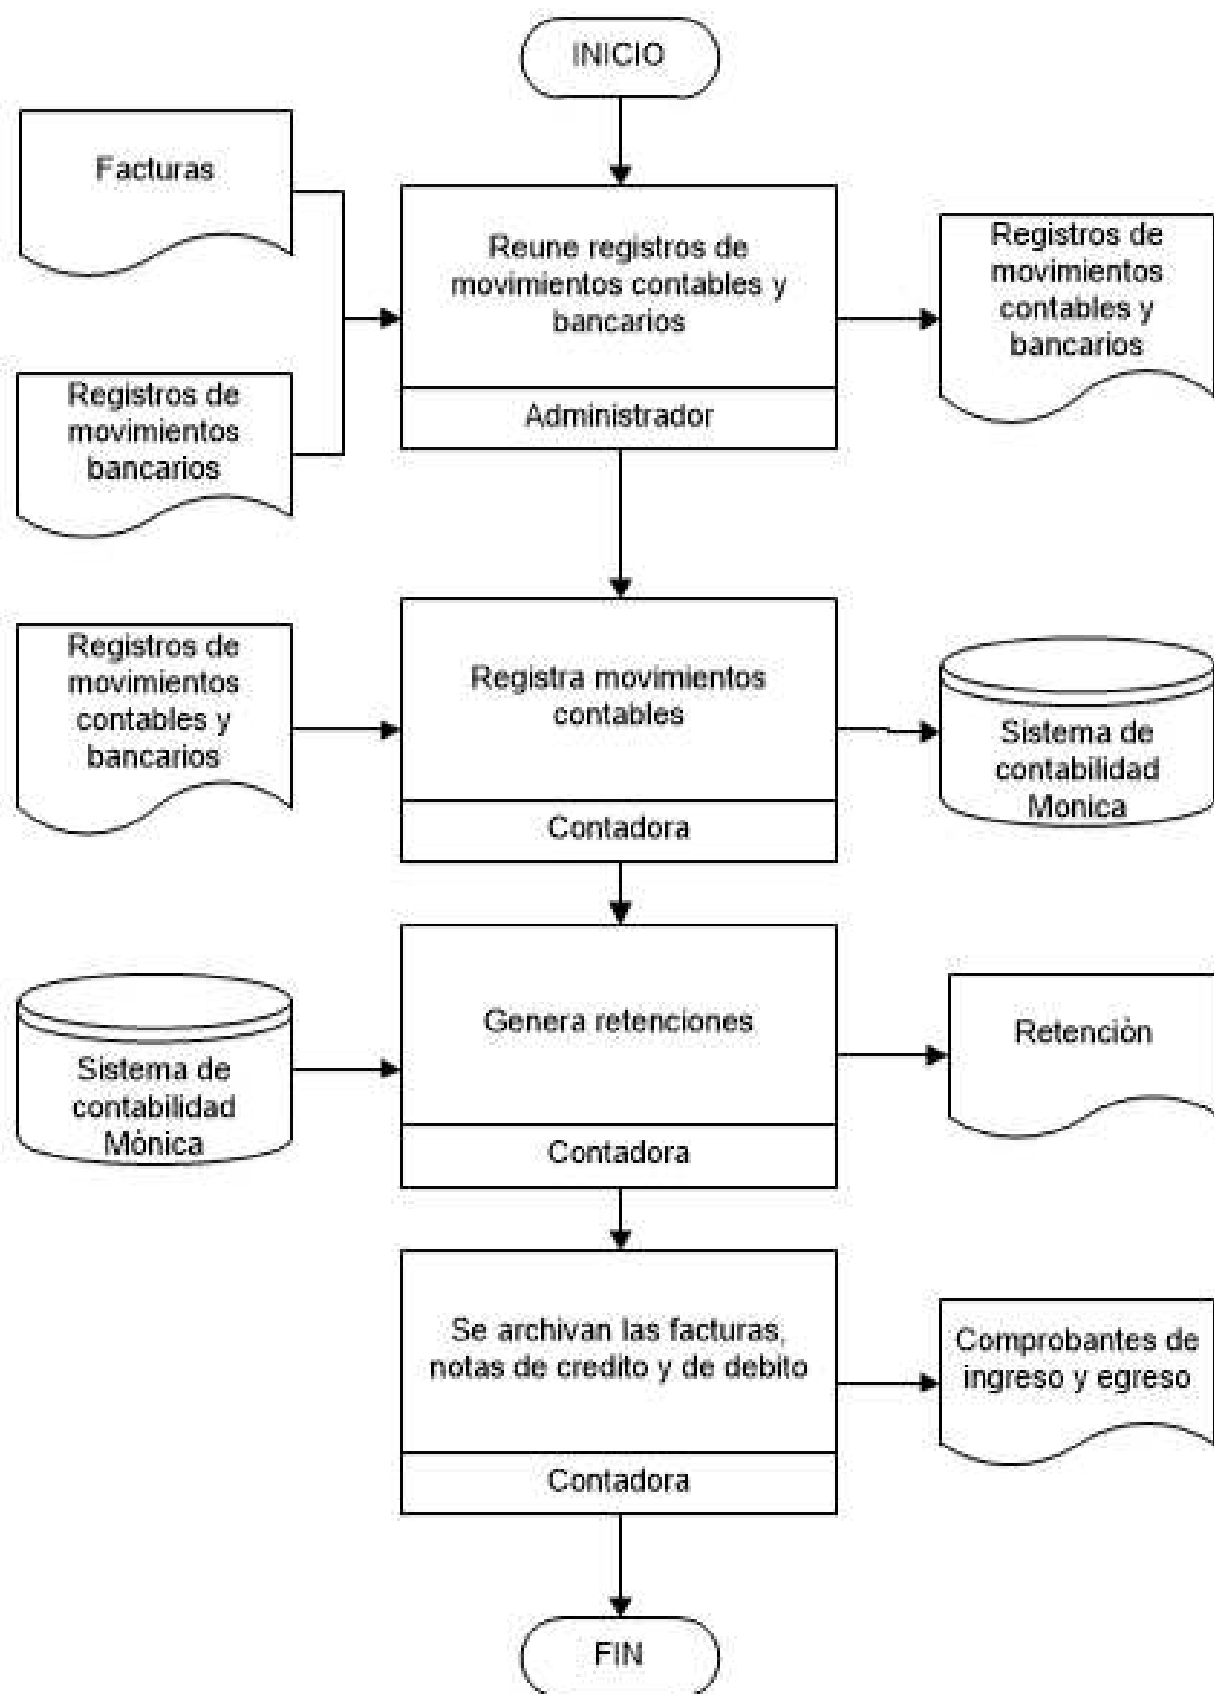 INICIO
Facturas
Reune registros de
movimientos contables y
bancarios
Administrador
Registros de
movimientos
contables y
bancarios
Registros de
movimientos
bancarios
Registros de
movimientos
contables y
bancarios
Registra movimientos
contables
Contadora
Sistema de
contabilidad
Monica
Sistema de
contabilidad
Mónica
Genera retenciones
Contadora
Retención
Se archivan las facturas,
notas de credito y de debito
Contadora
Comprobantes de
ingreso y egreso
FIN